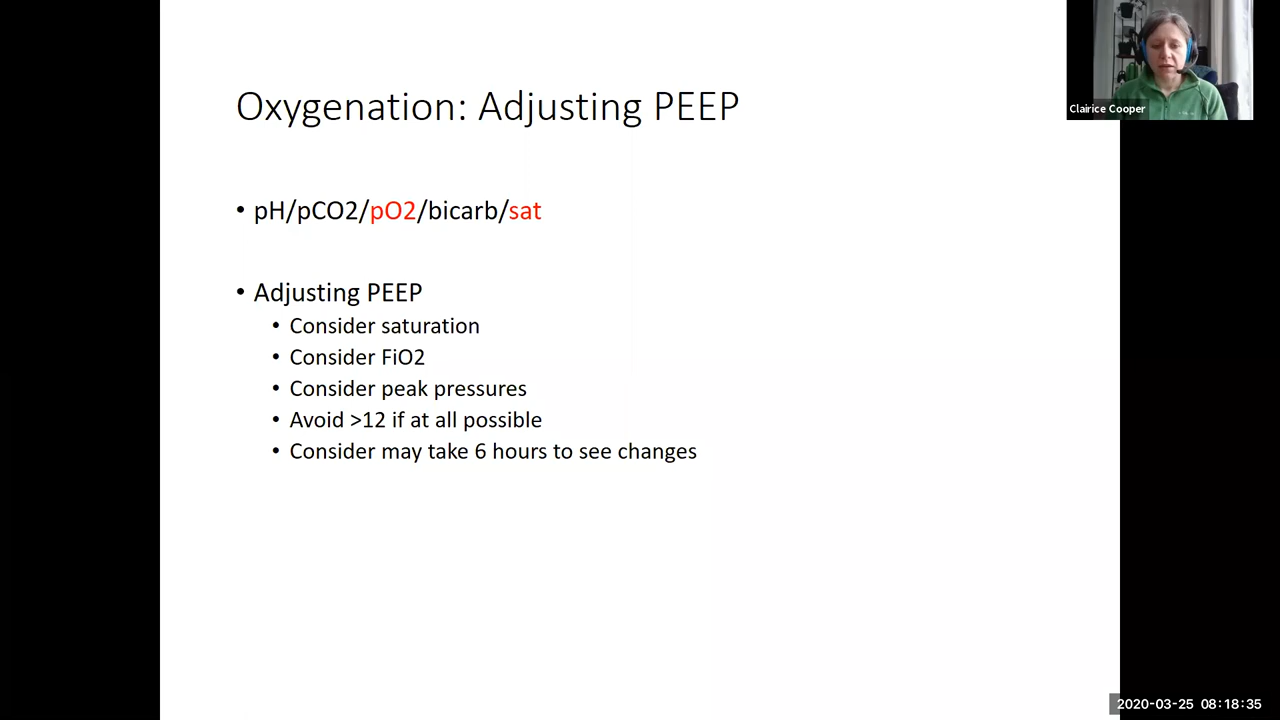 Oxygenation: Adjusting PEEP
Clairice Cooper
• pH/pCO2/pO2/bicarb/sat
• Adjusting PEEP
• Consider saturation
• Consider FiO2
• Consider peak pressures
• Avoid >12 if at all possible
• Consider may take 6 hours to see changes
2020-03-25 08:18:35